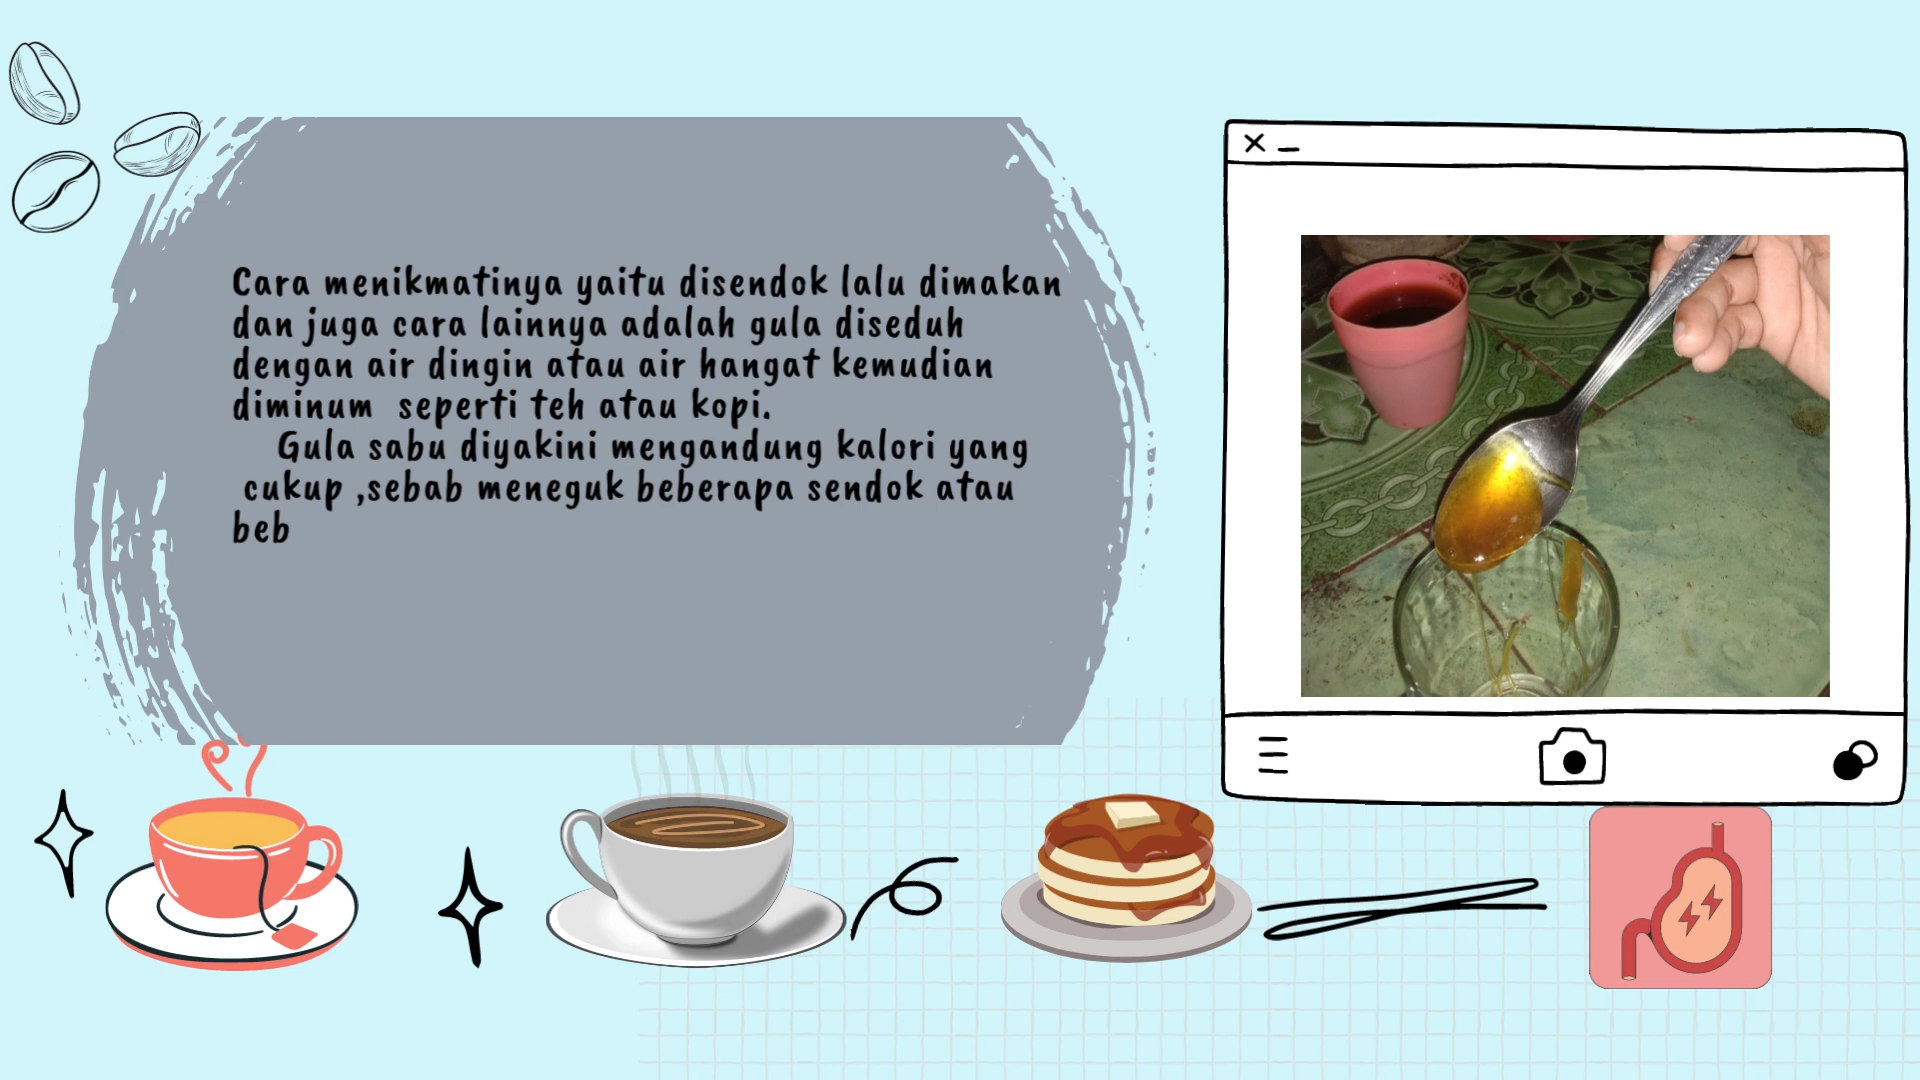 Cara menikmatinya yaitu disendok lalu dimakan
dan juga cara lainnya adalah gula diseduh
dengan air dingin atau air hangat kemudian
diminum seperti teh atau kopi.
Gula sabu diyakini mengandung kalori yang
cukup ,sebab meneguk beberapa sendok atau
beb